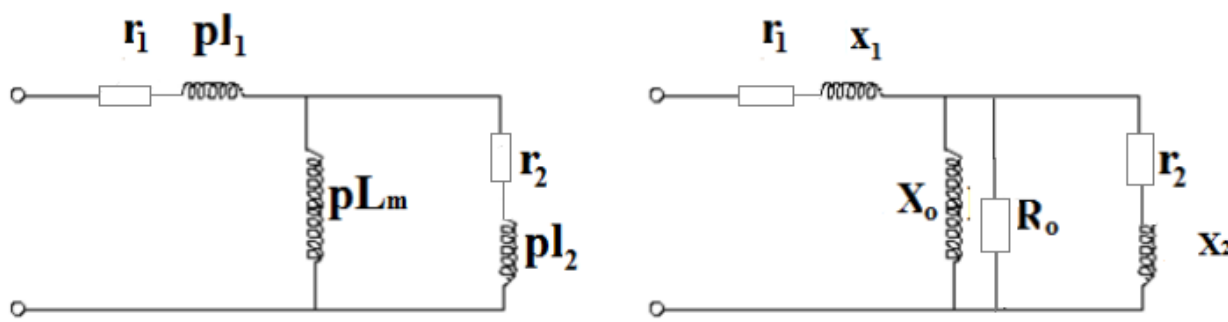 r₁ pl₁
r₂
pLₘ
pl₂
r₁ x₁
r₂
Xₒ Rₒ
x₂